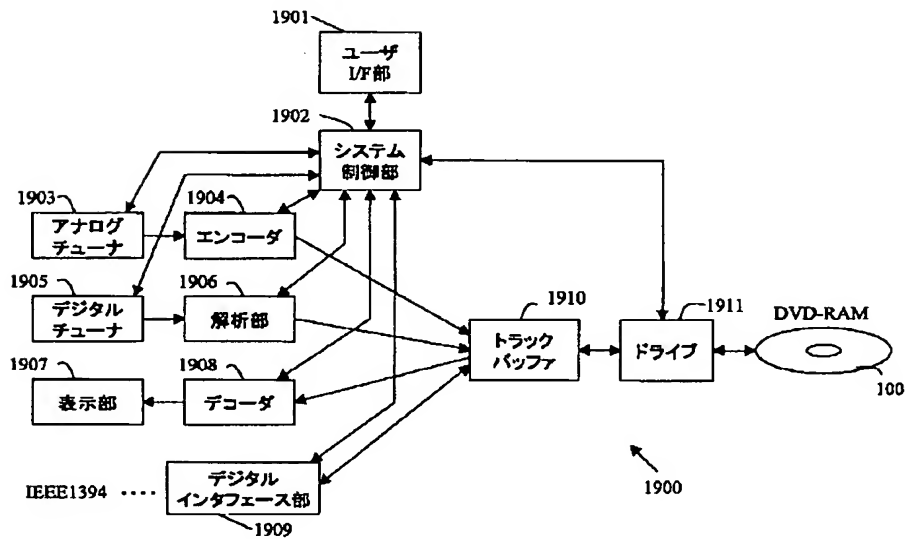 1901
ユーザ
I/F部
1902
システム
制御部
1903
アナログ
チューナ
1904
エンコーダ
1905
デジタル
チューナ
1906
解析部
1910
トラック
バッファ
1911
ドライブ
DVD-RAM
100
1907
表示部
1908
デコーダ
IEEE1394 ‥‥
デジタル
インタフェース部
1909
1900